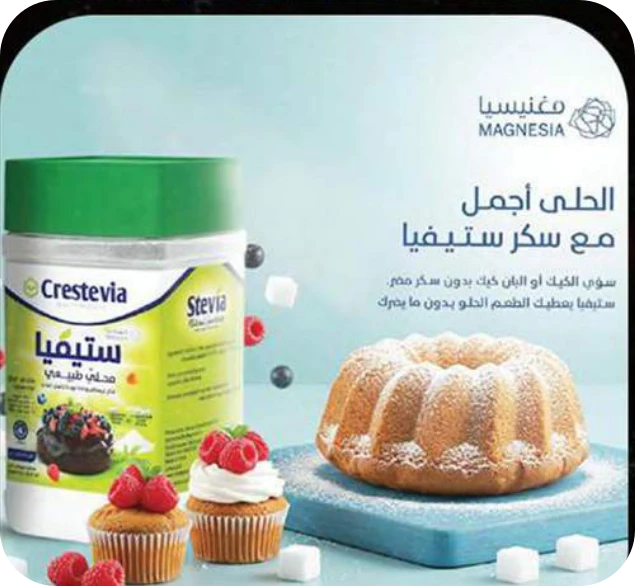 مغنيسيا
MAGNESIA
الحلى أجمل
مع سكر ستيفيا
سوّي الكيك أو البان كيك بدون سكر مضر.
ستيفيا يعطيك الطعم الحلو بدون ما يضرك
Crestevia
Stevia
ستيفيا
محلّي طبيعي